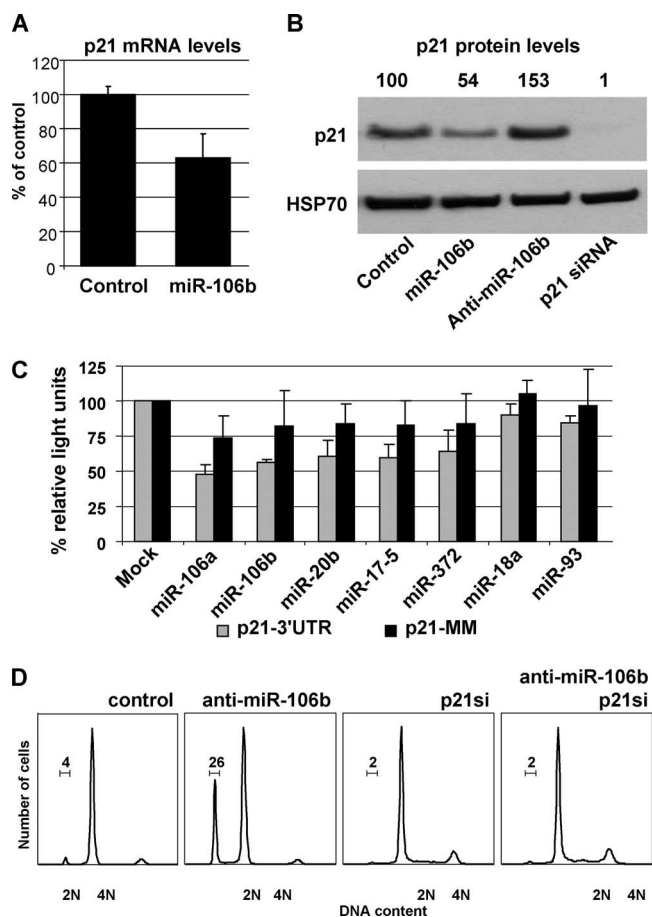 A
p21 mRNA levels
% of control
120
100
80
60
40
20
0
Control miR-106b
B
p21 protein levels
100 54 153 1
p21
HSP70
Control miR-106b Anti-miR-106b p21 siRNA
C
% relative light units
125
100
75
50
25
0
Mock miR-106a miR-106b miR-20b miR-17-5 miR-372 miR-18a miR-93
p21-3'UTR p21-MM
D
control anti-miR-106b p21si anti-miR-106b
p21si
Number of cells
4 26 2 2
2N 4N 2N 4N 2N 4N 2N 4N
DNA content